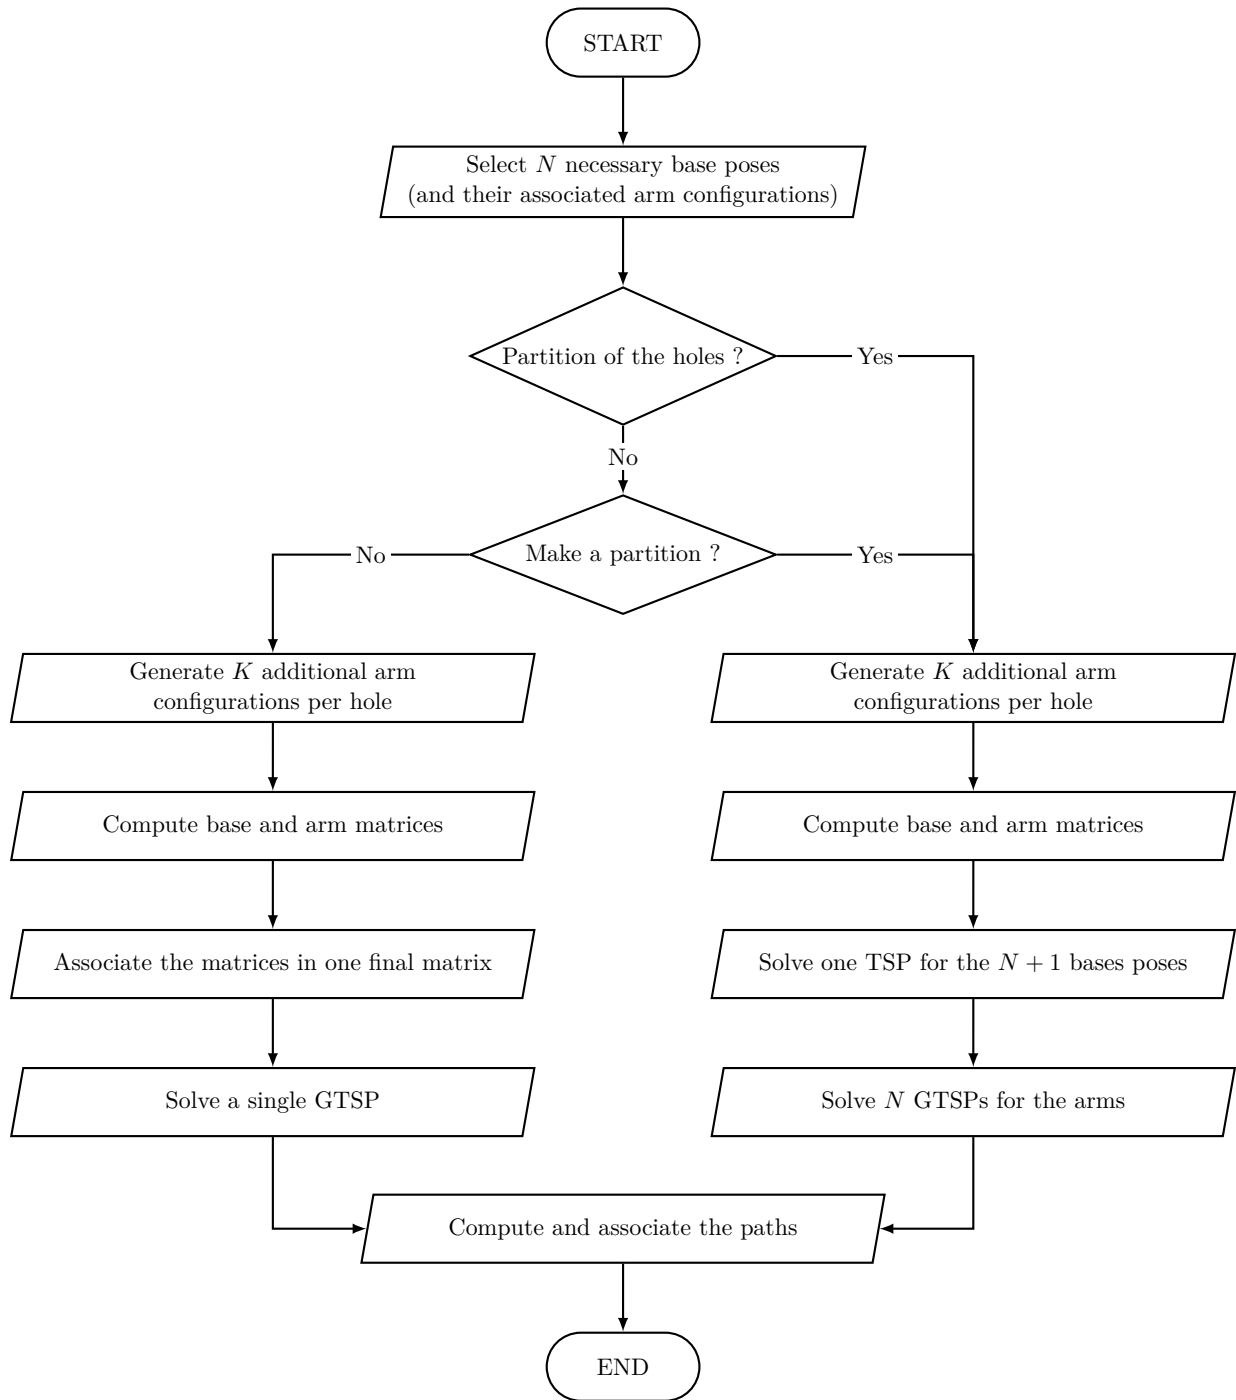 START
Select N necessary base poses
(and their associated arm configurations)
Partition of the holes ?
Yes
No
Make a partition ?
No
Yes
Generate K additional arm
configurations per hole
Generate K additional arm
configurations per hole
Compute base and arm matrices
Compute base and arm matrices
Associate the matrices in one final matrix
Solve one TSP for the N + 1 bases poses
Solve a single GTSP
Solve N GTSPs for the arms
Compute and associate the paths
END